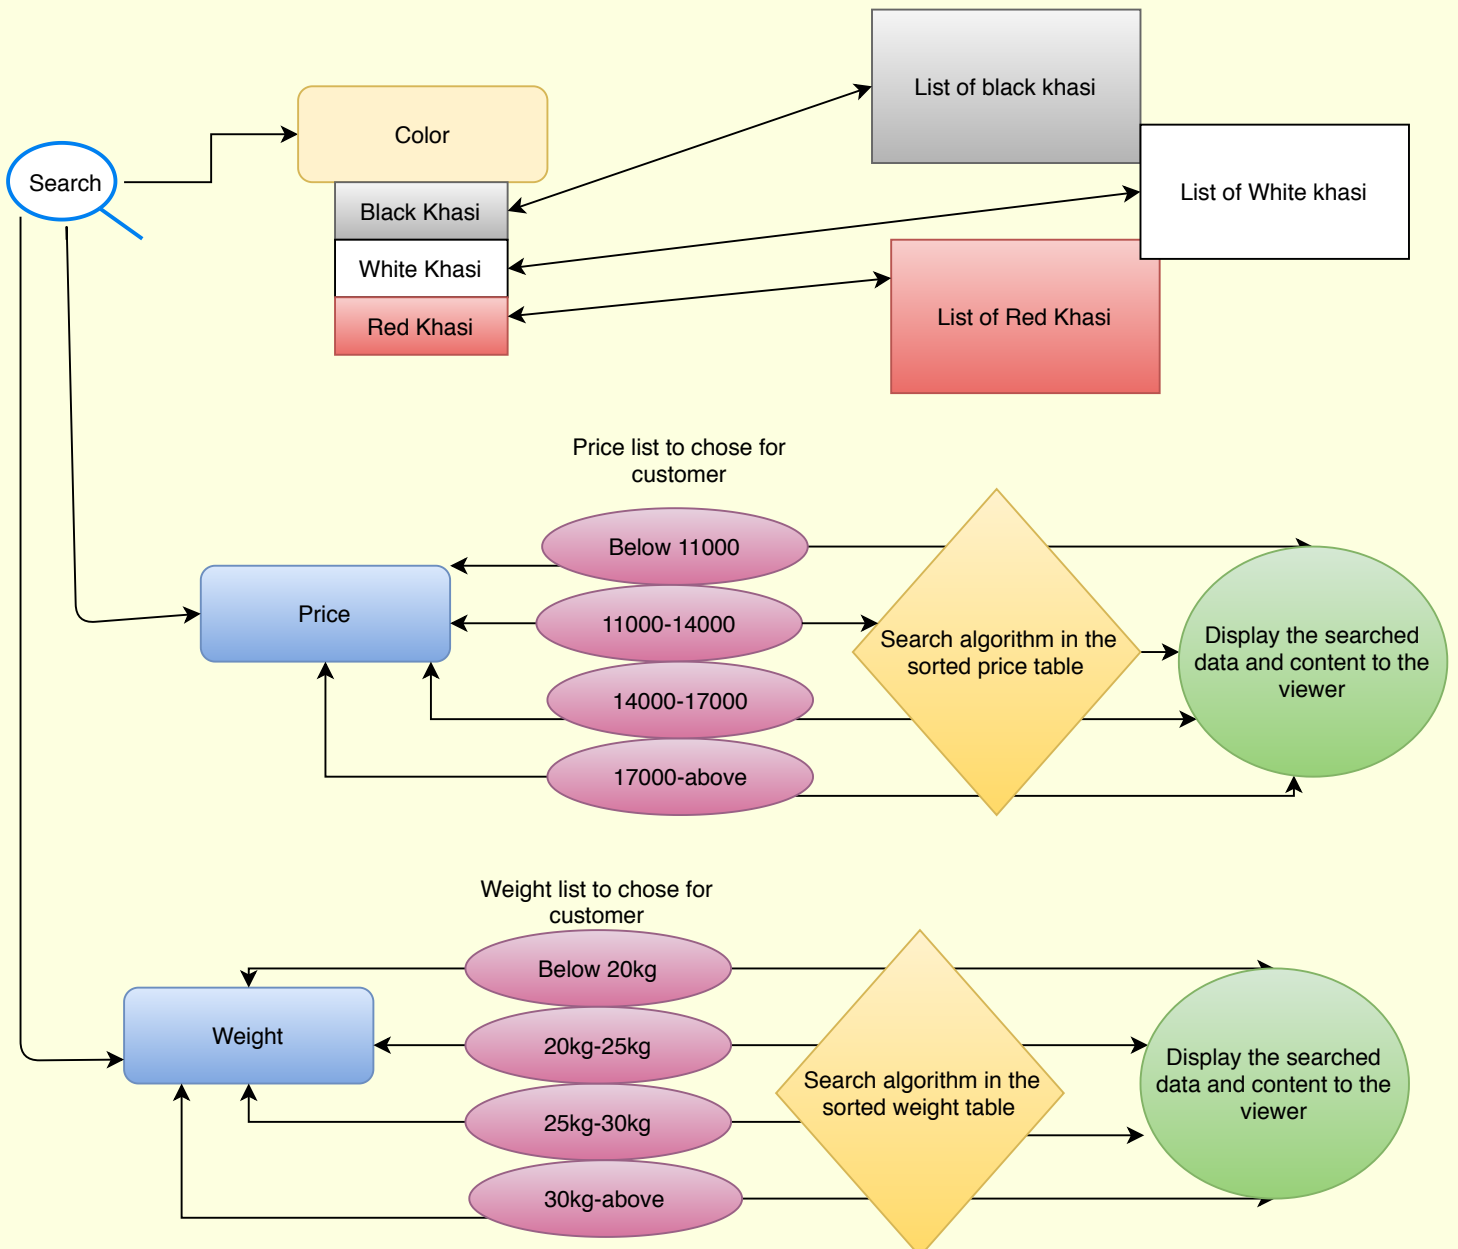 Search
Color
Black Khasi
White Khasi
Red Khasi
List of black khasi
List of White khasi
List of Red Khasi
Price list to chose for
customer
Below 11000
11000-14000
14000-17000
17000-above
Price
Search algorithm in the
sorted price table
Display the searched
data and content to the
viewer
Weight list to chose for
customer
Below 20kg
20kg-25kg
25kg-30kg
30kg-above
Weight
Search algorithm in the
sorted weight table
Display the searched
data and content to the
viewer